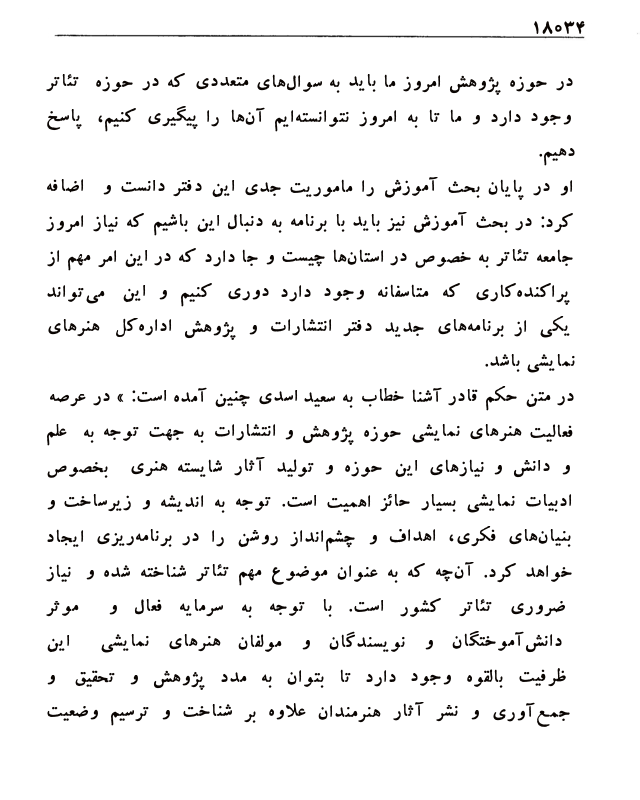 ۱۸۰۳۴
در حوزه پژوهش امروز ما باید به سوال‌های متعددی که در حوزه تئاتر
وجود دارد و ما تا به امروز نتوانسته‌ایم آن‌ها را پیگیری کنیم، پاسخ
دهیم.
او در پایان بحث آموزش را ماموریت جدی این دفتر دانست و اضافه
کرد: در بحث آموزش نیز باید با برنامه به دنبال این باشیم که نیاز امروز
جامعه تئاتر به خصوص در استان‌ها چیست و جا دارد که در این امر مهم از
پراکنده‌کاری که متاسفانه وجود دارد دوری کنیم و این می‌تواند
یکی از برنامه‌های جدید دفتر انتشارات و پژوهش اداره‌کل هنرهای
نمایشی باشد.
در متن حکم قادر آشنا خطاب به سعید اسدی چنین آمده است: » در عرصه
فعالیت هنرهای نمایشی حوزه پژوهش و انتشارات به جهت توجه به علم
و دانش و نیازهای این حوزه و تولید آثار شایسته هنری بخصوص
ادبیات نمایشی بسیار حائز اهمیت است. توجه به اندیشه و زیرساخت و
بنیان‌های فکری، اهداف و چشم‌انداز روشن را در برنامه‌ریزی ایجاد
خواهد کرد. آن‌چه که به عنوان موضوع مهم تئاتر شناخته شده و نیاز
ضروری تئاتر کشور است. با توجه به سرمایه فعال و موثر
دانش‌آموختگان و نویسندگان و مولفان هنرهای نمایشی این
ظرفیت بالقوه وجود دارد تا بتوان به مدد پژوهش و تحقیق و
جمع‌آوری و نشر آثار هنرمندان علاوه بر شناخت و ترسیم وضعیت